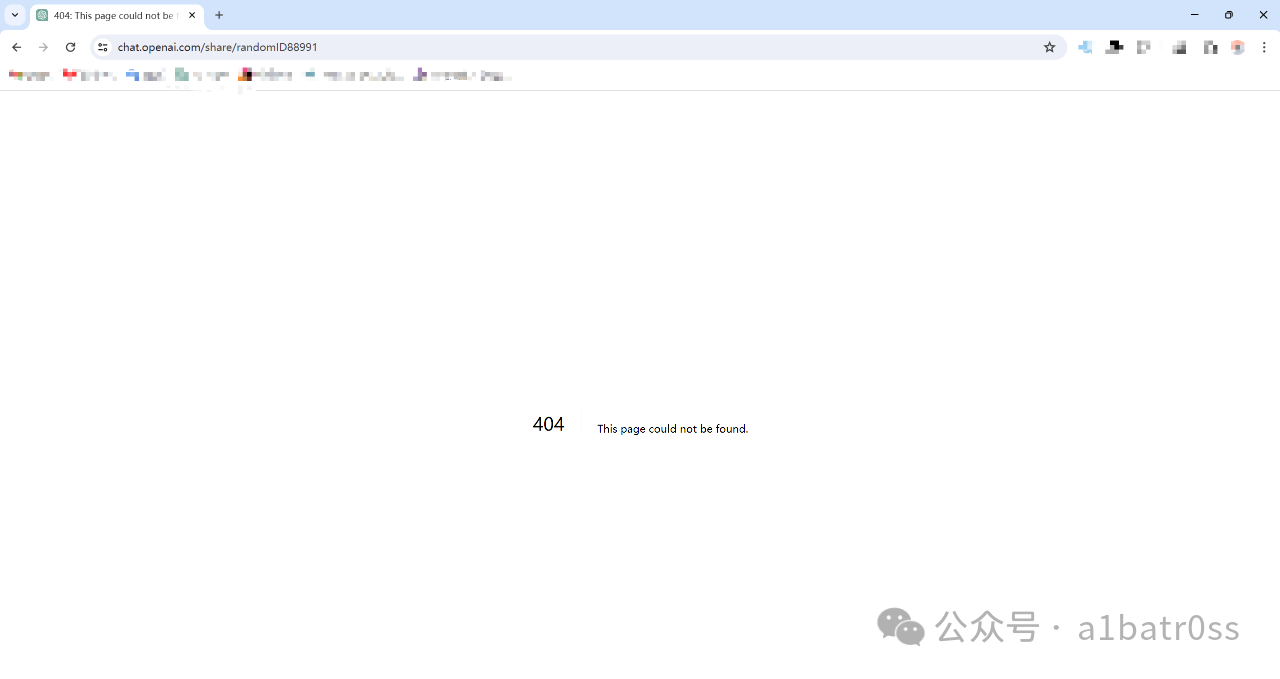 404: This page could not be
chat.openai.com/share/randomID88991
404
This page could not be found.
公众号 · a1batr0ss